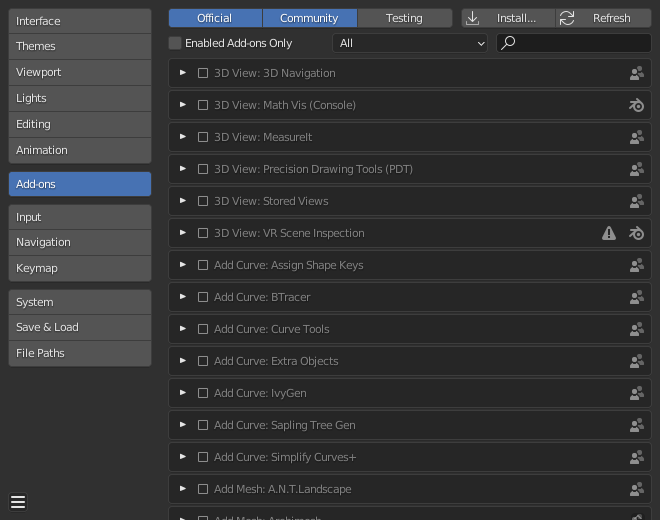 Interface
Themes
Viewport
Lights
Editing
Animation
Add-ons
Input
Navigation
Keymap
System
Save & Load
File Paths
Official Community Testing Install... Refresh
Enabled Add-ons Only All
3D View: 3D Navigation
3D View: Math Vis (Console)
3D View: MeasureIt
3D View: Precision Drawing Tools (PDT)
3D View: Stored Views
3D View: VR Scene Inspection
Add Curve: Assign Shape Keys
Add Curve: BTracer
Add Curve: Curve Tools
Add Curve: Extra Objects
Add Curve: IvyGen
Add Curve: Sapling Tree Gen
Add Curve: Simplify Curves+
Add Mesh: A.N.T.Landscape
Add Mesh: Archimesh